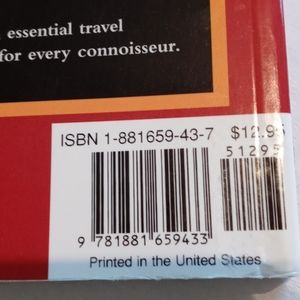 essential travel
for every connoisseur.
ISBN 1-881659-43-7 $12.95
51295
9 781881 659433
Printed in the United States